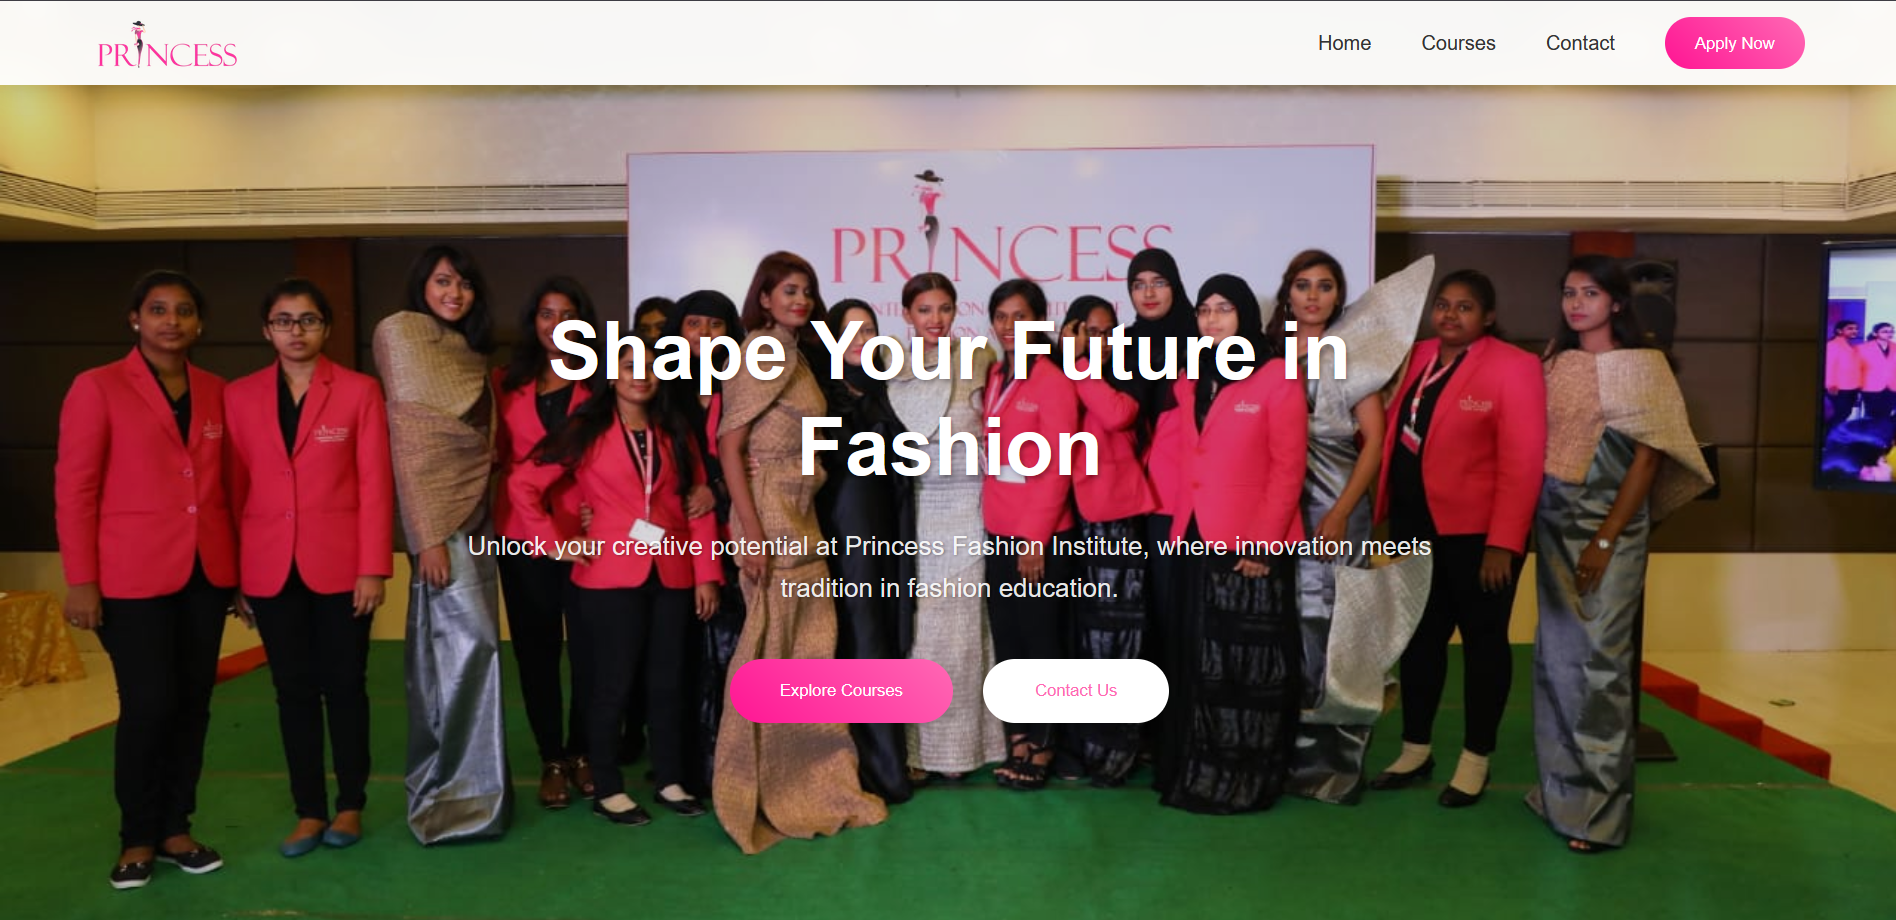 PRINCESS
Home
Courses
Contact
Apply Now
PRINCESS
Shape Your Future in
Fashion
Unlock your creative potential at Princess Fashion Institute, where innovation meets
tradition in fashion education.
Explore Courses
Contact Us